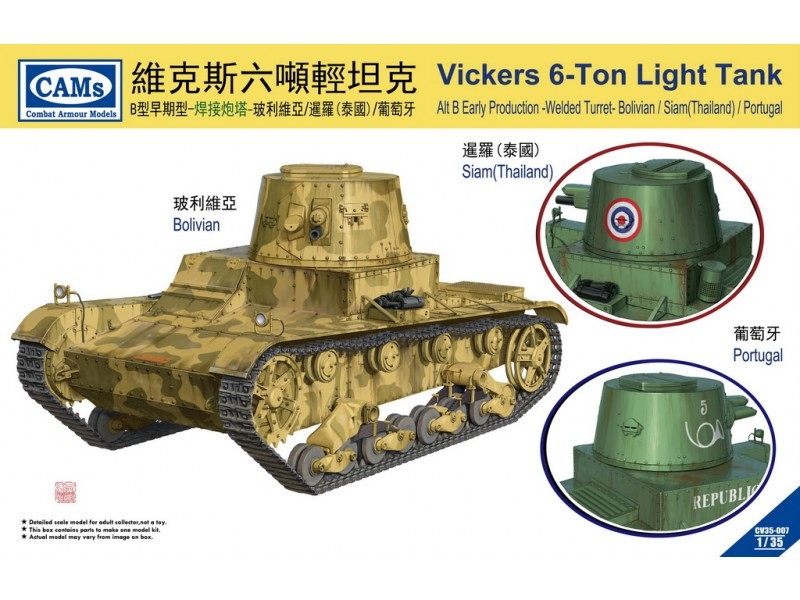 CAMs
Combat Armour Models
維克斯六噸輕坦克
B型早期型-焊接炮塔-玻利維亞/暹羅(泰國)/葡萄牙
Vickers 6-Ton Light Tank
Alt B Early Production -Welded Turret- Bolivian / Siam(Thailand) / Portugal
玻利維亞
Bolivian
暹羅(泰國)
Siam(Thailand)
葡萄牙
Portugal
5
REPUBLIC
★ Detailed scale model for adult collector,not a toy.
★ This box contains parts to make one model kit.
★ Actual model may vary from image on box.
CV35-007
1/35